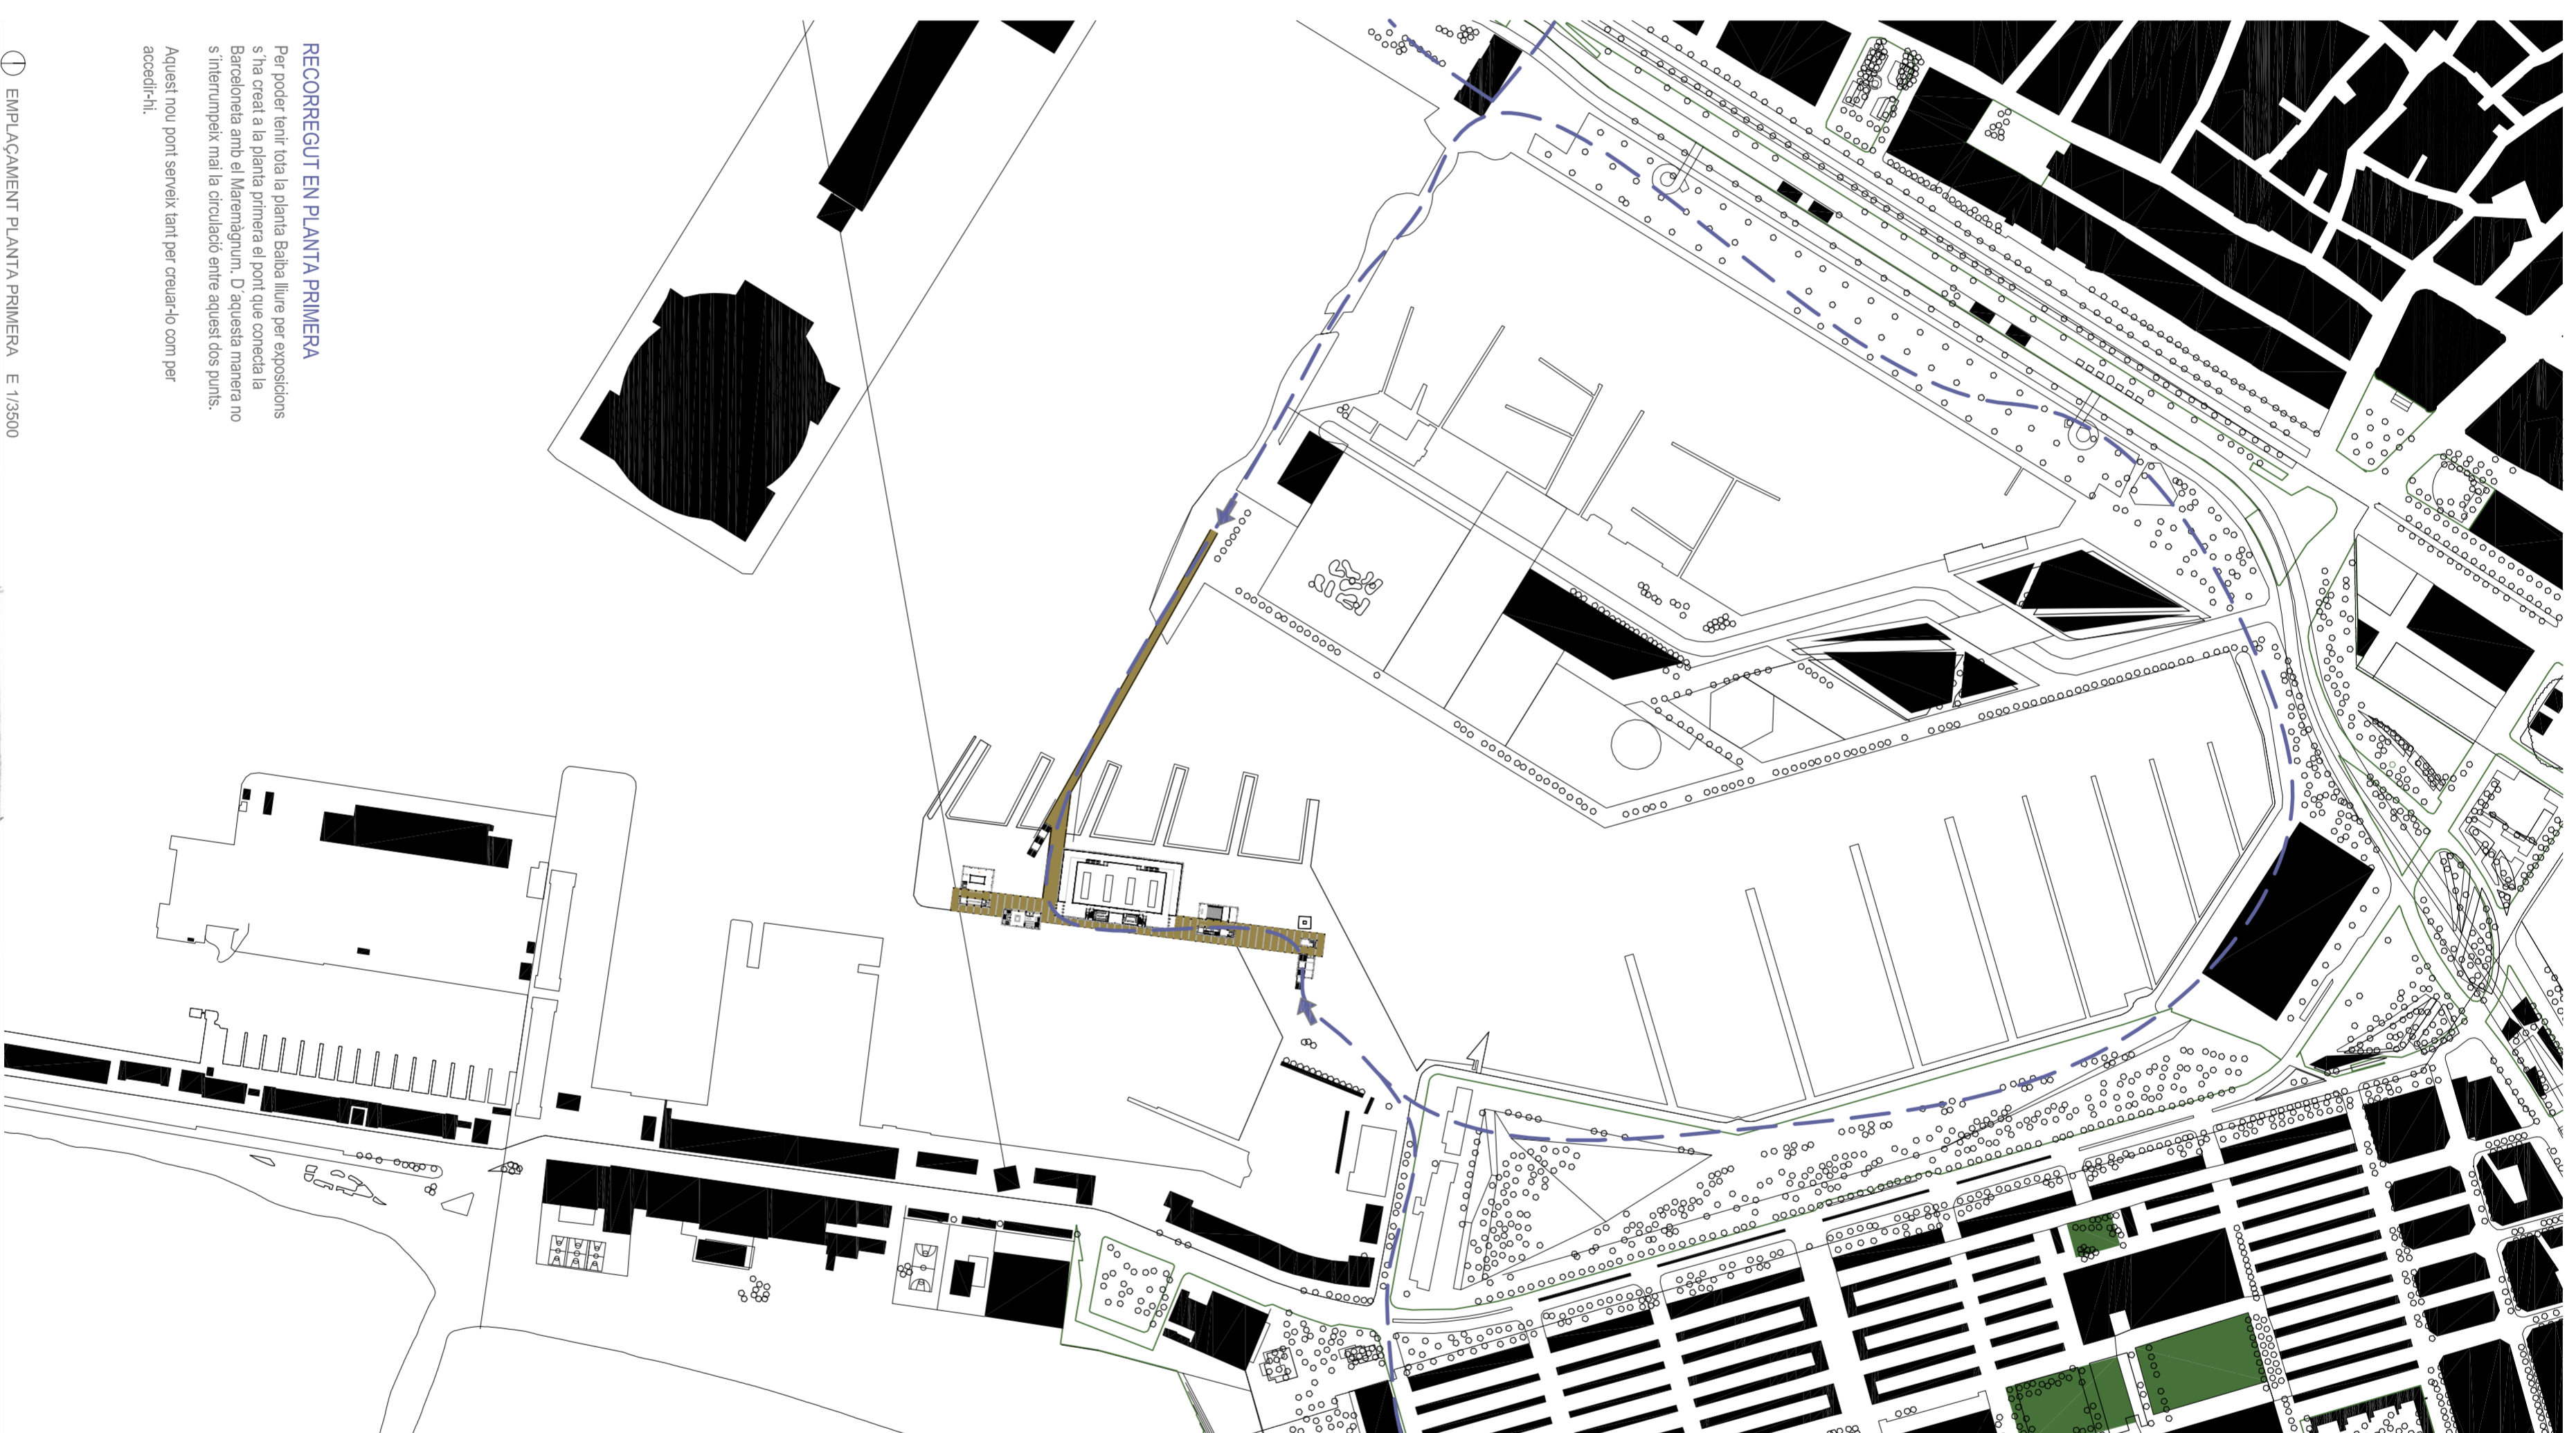 RECORREGUT EN PLANTA PRIMERA
Per poder tenir tota la planta Baiba lliure per exposicions
s´ha creat a la planta primera el pont que conecta la
Barceloneta amb el Maremàgnum. D´aquesta manera no
s´interrumpeix mai la circulació entre aquest dos punts.
Aquest nou pont serveix tant per creuar-lo com per
accedir-hi.
EMPLAÇAMENT PLANTA PRIMERA E 1/3500